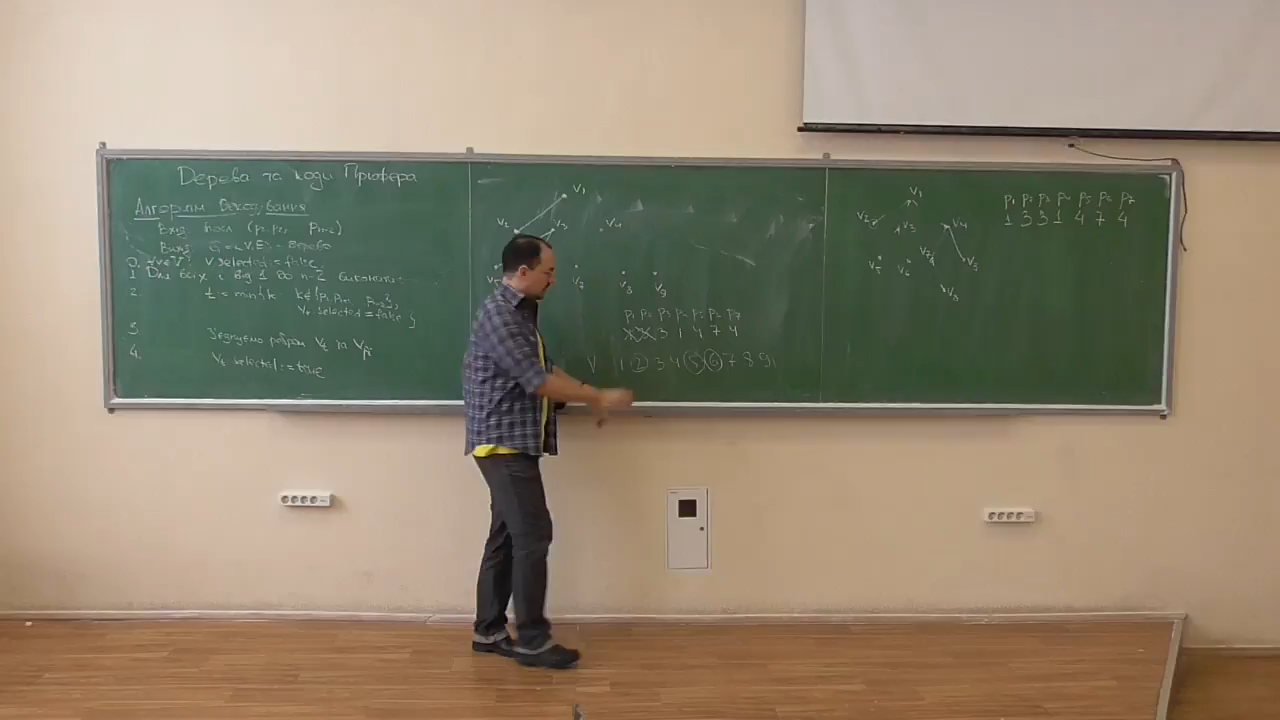 Дерева та коди Прюфера
Алгоритм декодування
Вхід посл (p₁, p₂, pₙ₋₂)
Вихід G=<V,E> - дерево
0. ∀v∈V: v selected := false.
1. Для всіх i від 1 до n-2 виконати:
2. t := min{k k∉{pᵢ, pᵢ₊₁, pₙ₋₂},
vₖ.selected = false}
3. З'єднуємо ребром Vₜ та Vₚᵢ
4. Vₜ selected := true
V₁
V₂ V₃ V₄
V₇ V₈ V₉
p₁ p₂ p₃ p₄ p₅ p₆ p₇
3 1 4 7 4
V 1 2 3 4 5 6 7 8 9
V₁
V₂ V₃ V₄
V₅ V₆ V₇
V₈
p₁ p₂ p₃ p₄ p₅ p₆ p₇
1 3 3 1 4 7 4